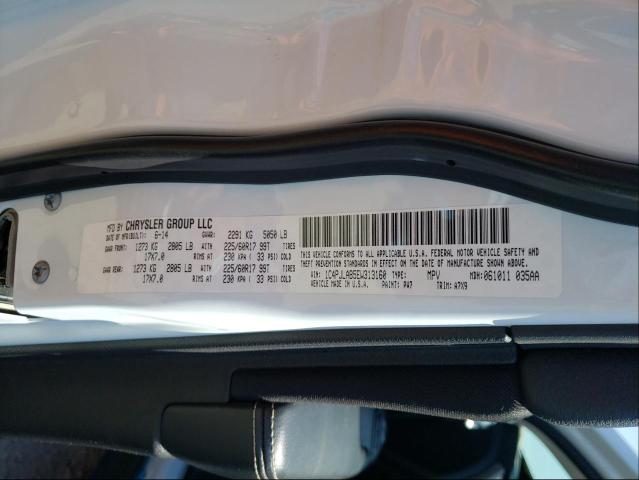 MFD BY CHRYSLER GROUP LLC
DATE OF MFR(BUILT): 6-14 GVWR: 2291 KG 5050 LB
GAWR FRONT: 1273 KG 2805 LB WITH 225/60R17 99T TIRES
17X7.0 RIMS AT 230 KPA ( 33 PSI) COLD
GAWR REAR: 1273 KG 2805 LB WITH 225/60R17 99T TIRES
17X7.0 RIMS AT 230 KPA ( 33 PSI) COLD
THIS VEHICLE CONFORMS TO ALL APPLICABLE U.S.A. FEDERAL MOTOR VEHICLE SAFETY AND
THEFT PREVENTION STANDARDS IN EFFECT ON THE DATE OF MANUFACTURE SHOWN ABOVE.
VIN: 1C4PJLAB5EW313160 TYPE: MPV MDH: 061011 035AA
VEHICLE MADE IN U.S.A. PAINT: PW7 TRIM: A7X9